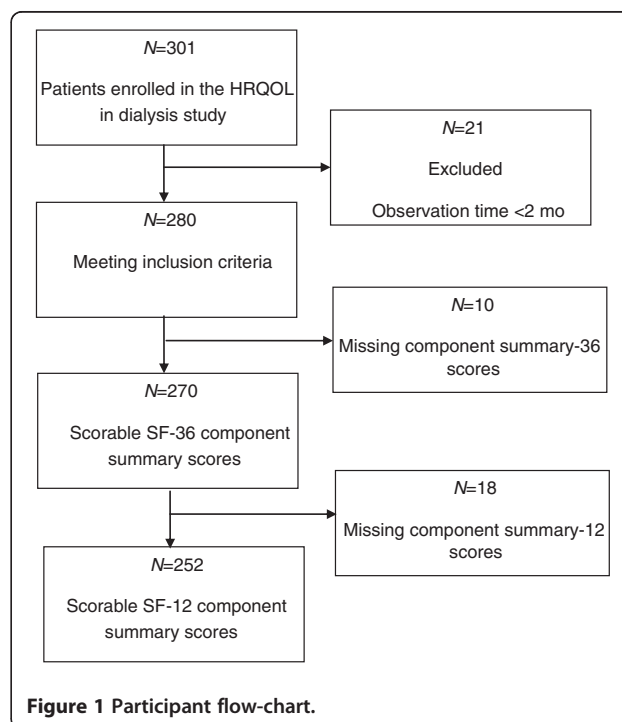 N=301
Patients enrolled in the HRQOL
in dialysis study
N=21
Excluded
Observation time <2 mo
N=280
Meeting inclusion criteria
N=10
Missing component summary-36
scores
N=270
Scorable SF-36 component
summary scores
N=18
Missing component summary-12
scores
N=252
Scorable SF-12 component
summary scores
Figure 1 Participant flow-chart.